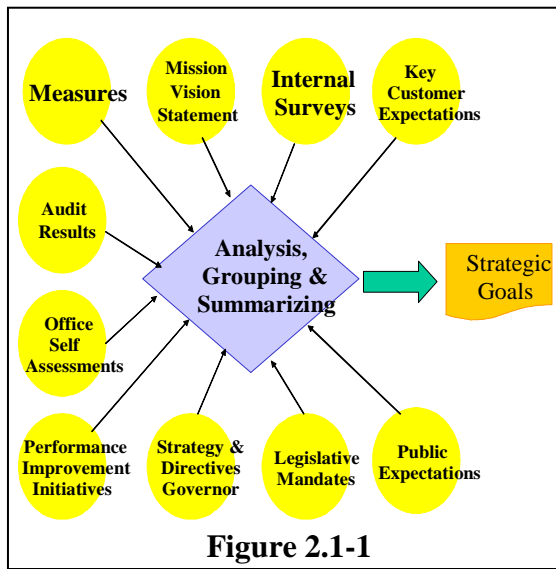 Measures
Mission
Vision
Statement
Internal
Surveys
Key
Customer
Expectations
Audit
Results
Analysis,
Grouping &
Summarizing
Strategic
Goals
Office
Self
Assessments
Performance
Improvement
Initiatives
Strategy &
Directives
Governor
Legislative
Mandates
Public
Expectations
Figure 2.1-1